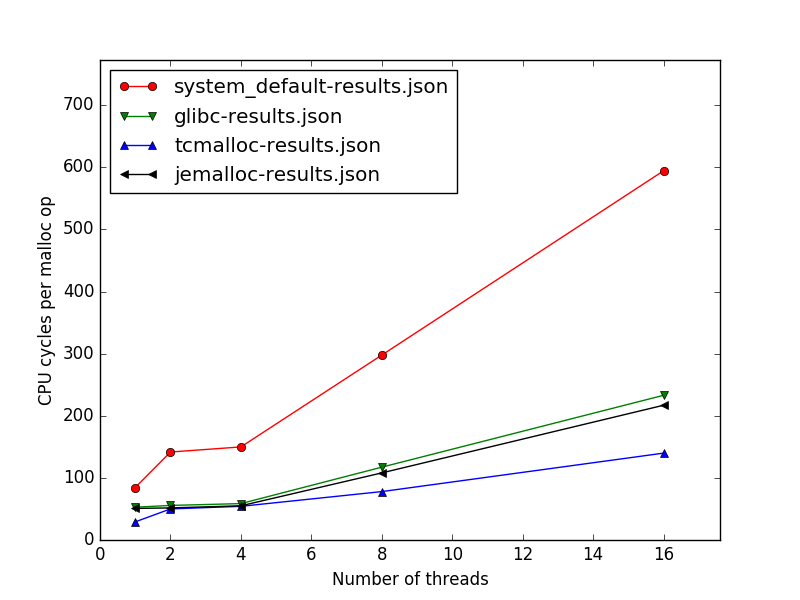 system_default-results.json
glibc-results.json
tcmalloc-results.json
jemalloc-results.json
CPU cycles per malloc op
700
600
500
400
300
200
100
0
0 2 4 6 8 10 12 14 16
Number of threads